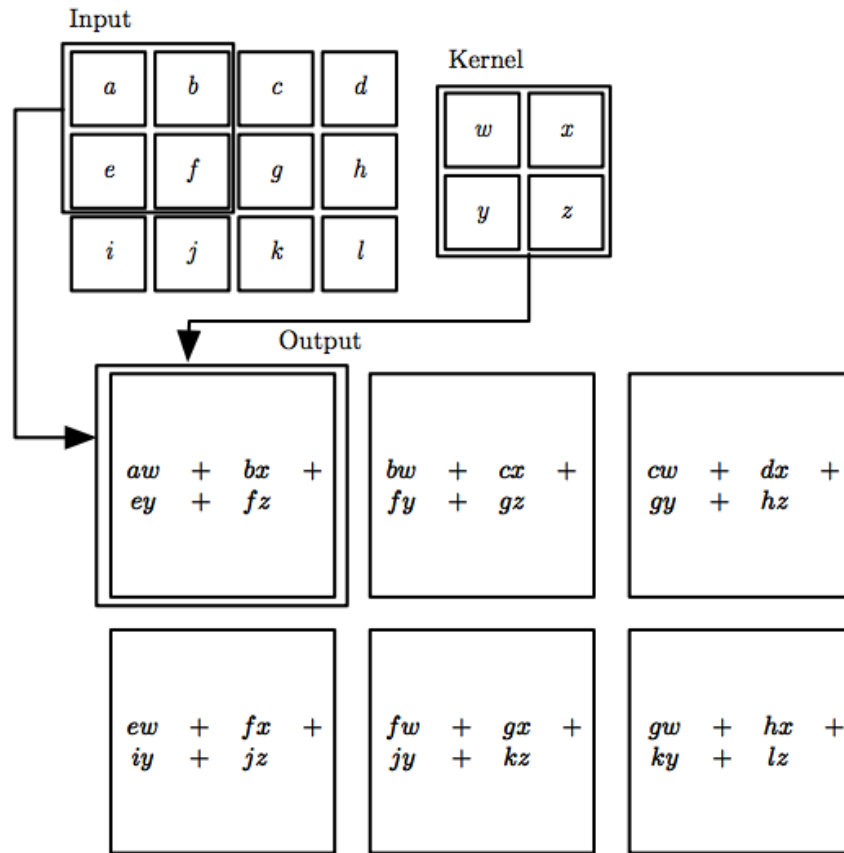 Input
a b c d
Kernel
w x
e f g h
y z
i j k l
Output
aw + bx +
ey + fz
bw + cx +
fy + gz
cw + dx +
gy + hz
ew + fx +
iy + jz
fw + gx +
jy + kz
gw + hx +
ky + lz